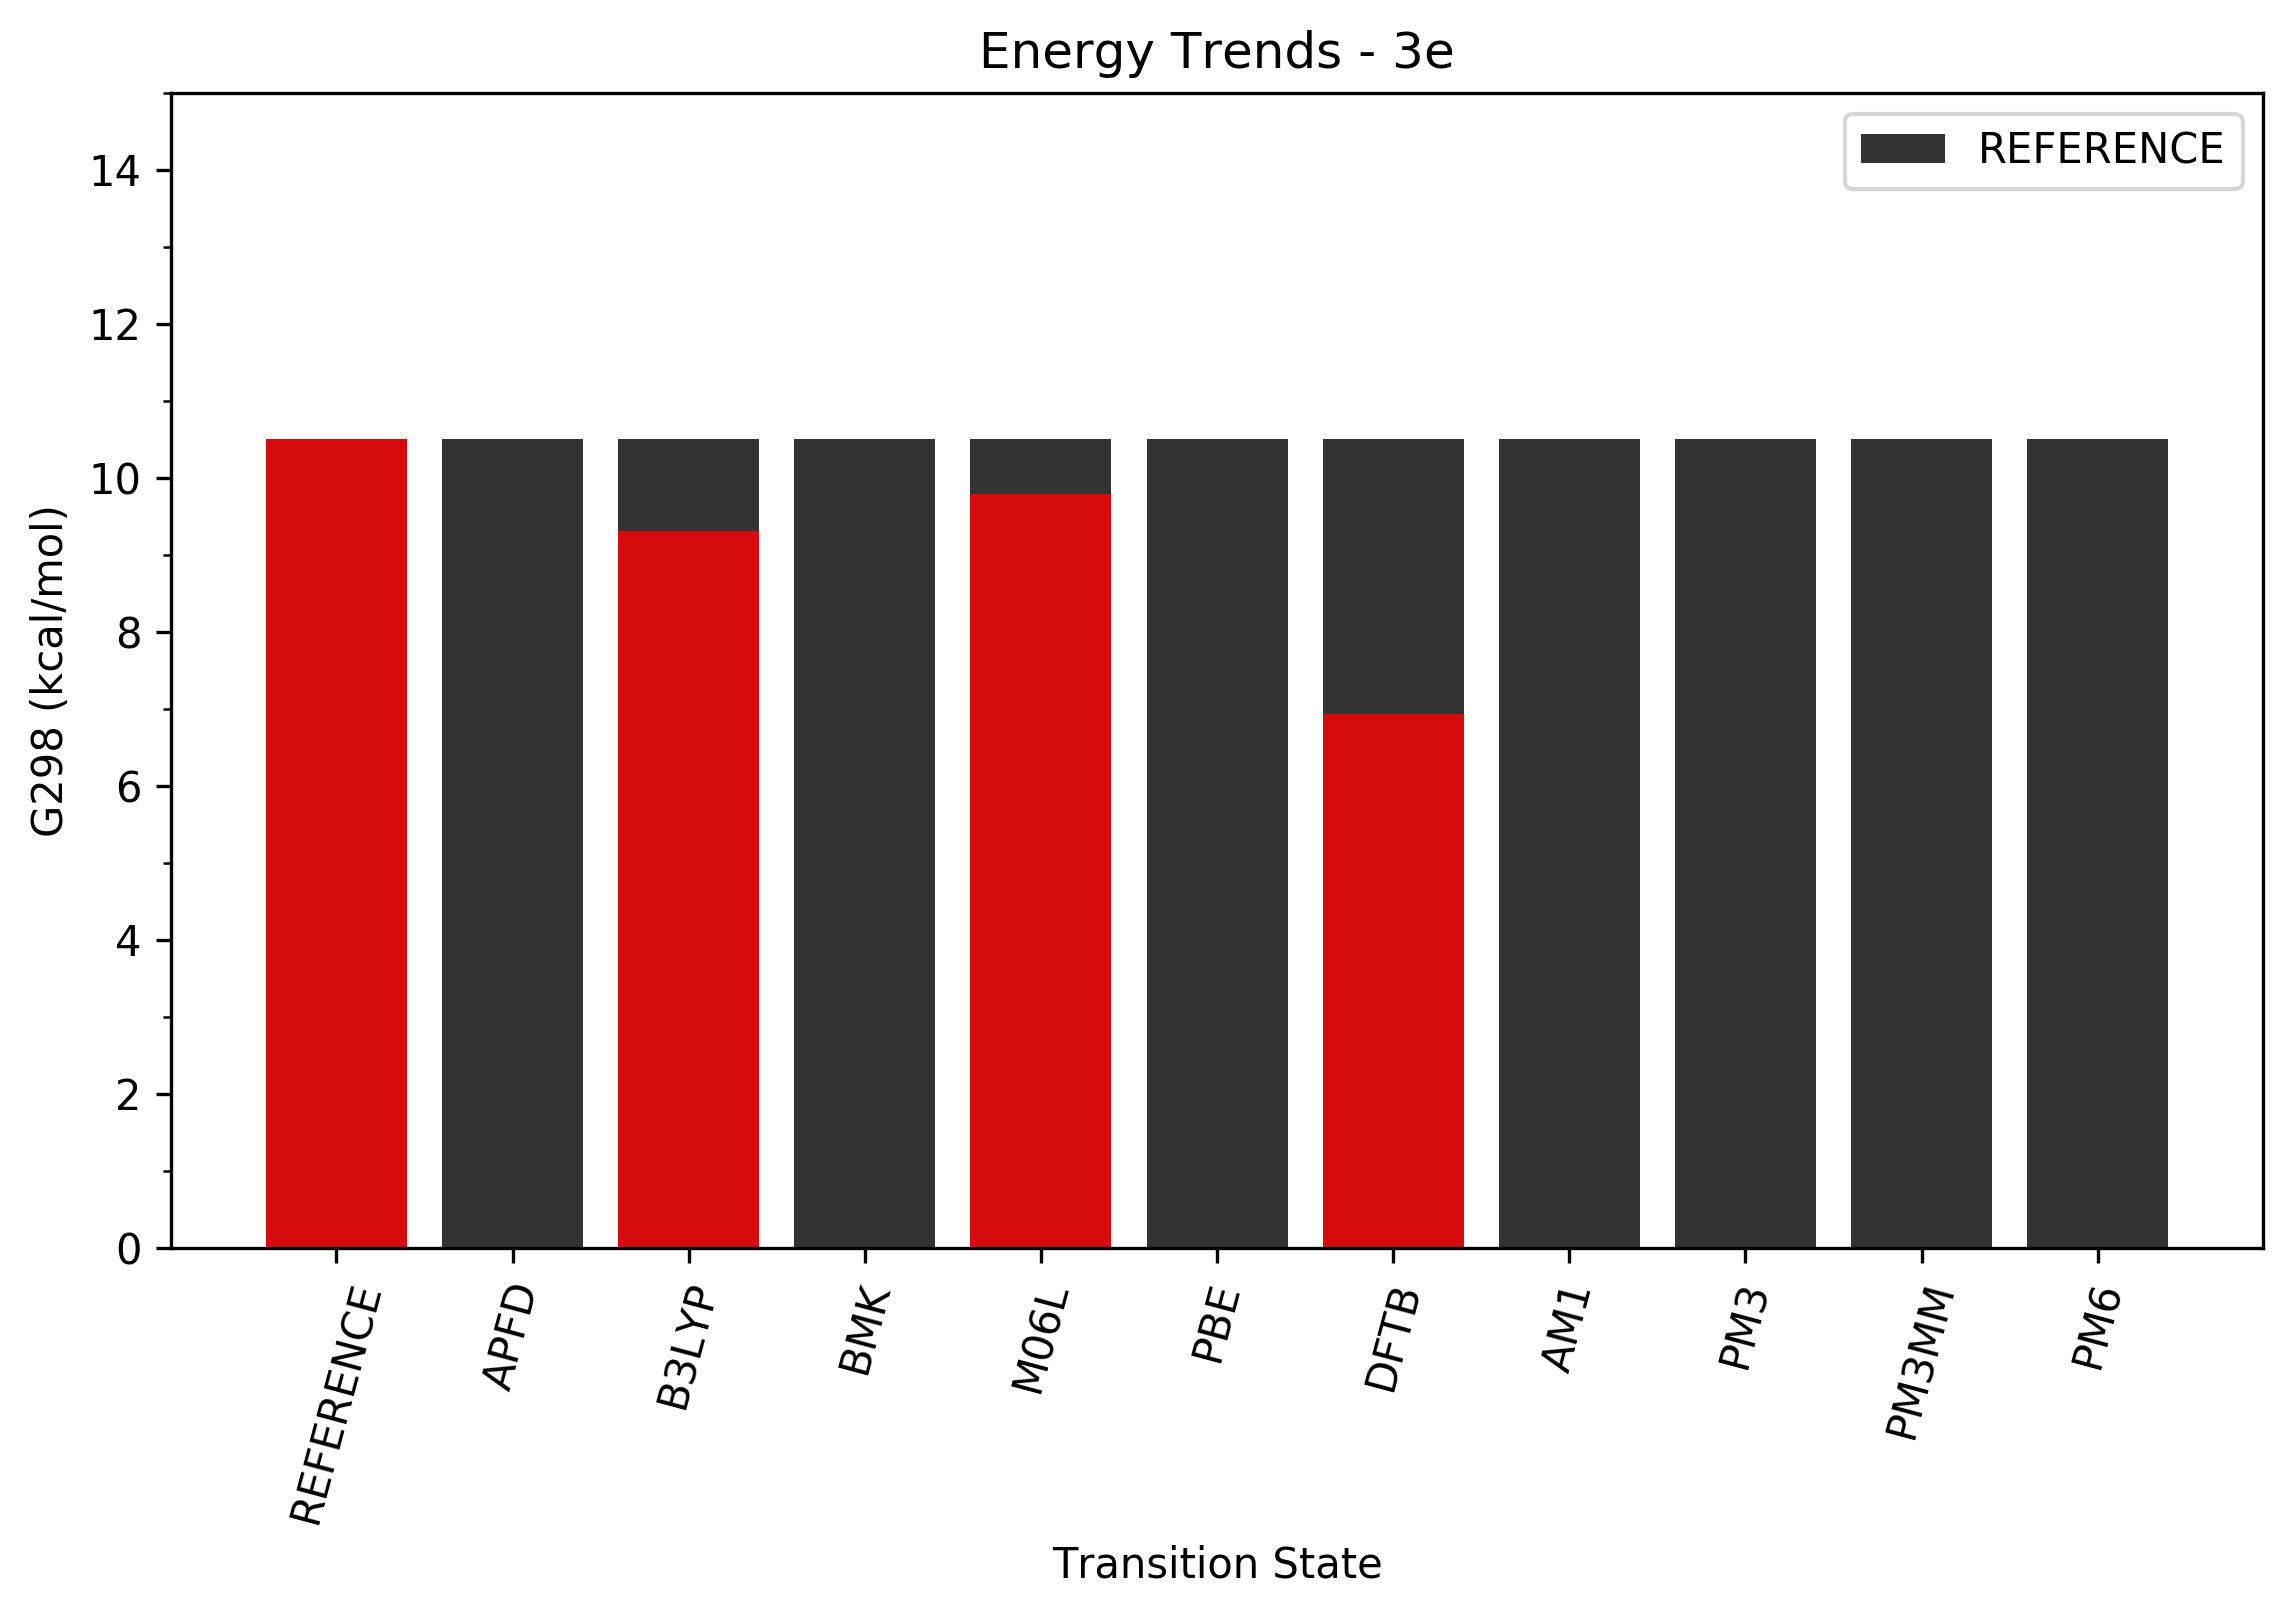 Energy Trends - 3e
REFERENCE
G298 (kcal/mol)
14
12
10
8
6
4
2
0
REFERENCE
APFD
B3LYP
BMK
M06L
PBE
DFTB
AM1
PM3
PM3MM
PM6
Transition State